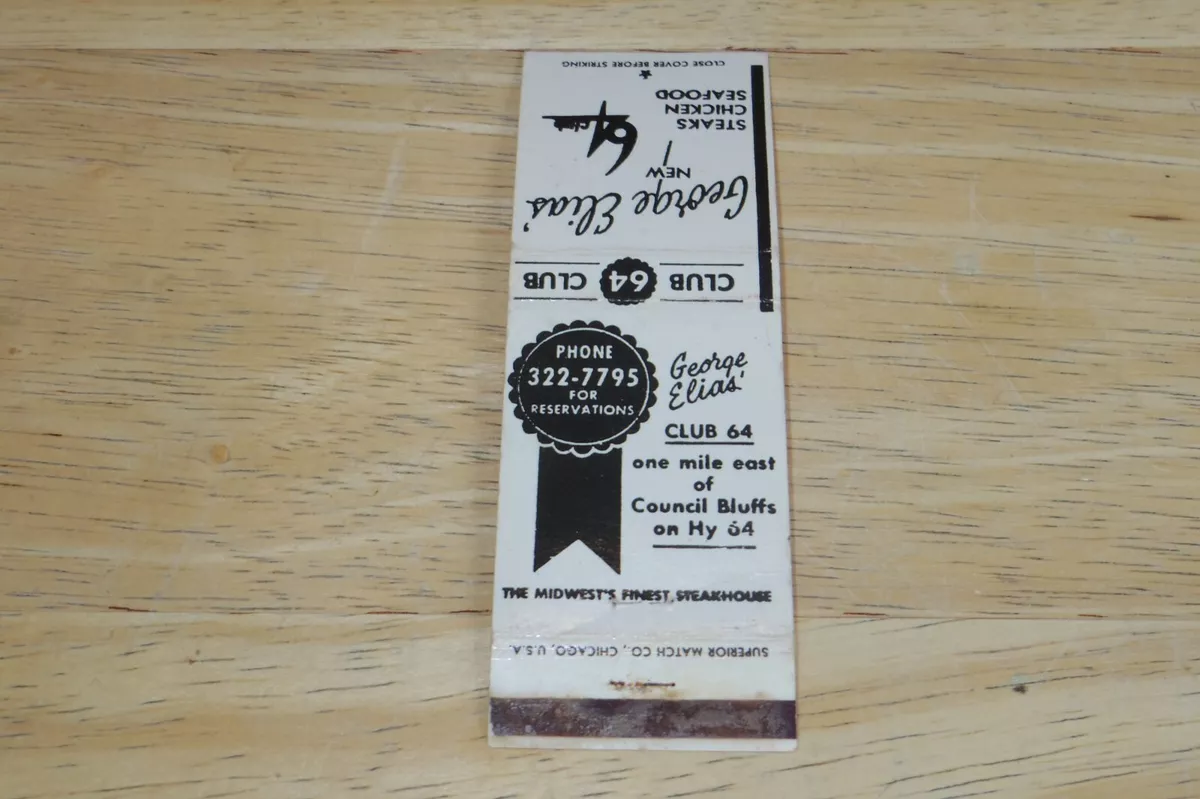 CLOSE COVER BEFORE STRIKING
George Elias'
NEW
64
Club
STEAKS
CHICKEN
SEAFOOD
CLUB 64 CLUB
PHONE
322-7795
FOR
RESERVATIONS
George
Elias'
CLUB 64
one mile east
of
Council Bluffs
on Hy 64
THE MIDWEST'S FINEST STEAKHOUSE
SUPERIOR MATCH CO., CHICAGO, U.S.A.